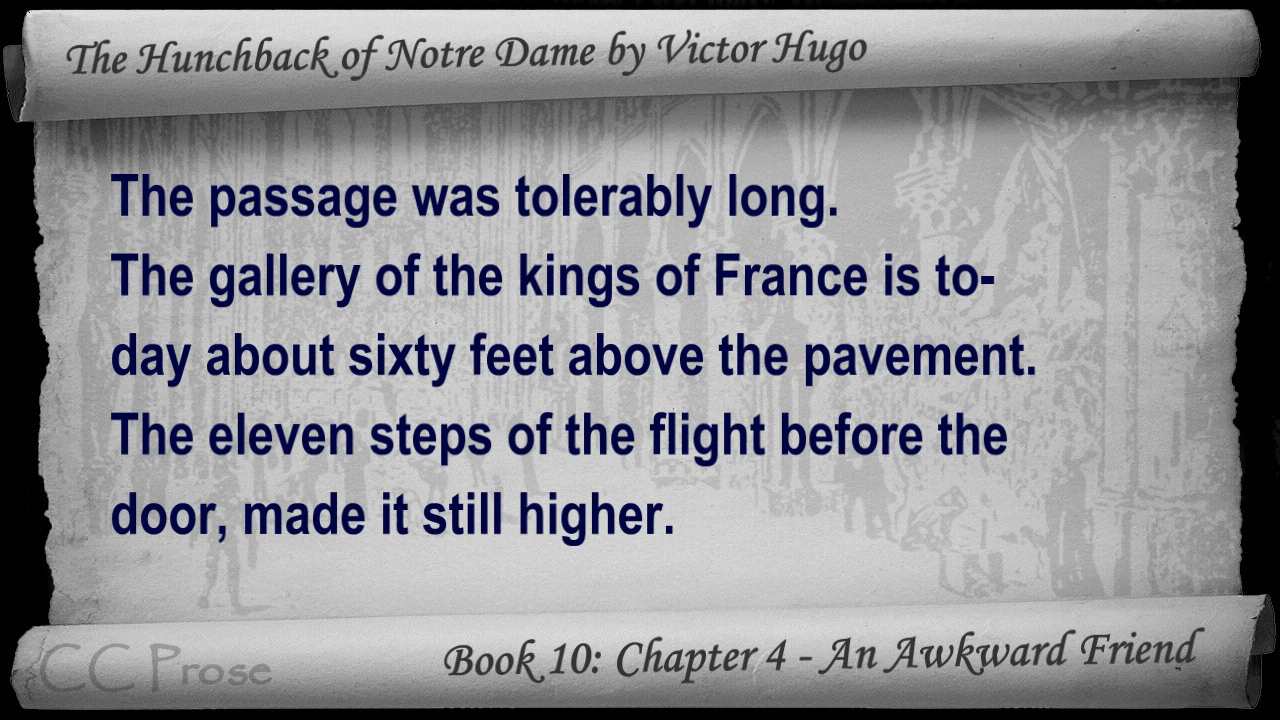 The Hunchback of Notre Dame by Victor Hugo
The passage was tolerably long.
The gallery of the kings of France is to-
day about sixty feet above the pavement.
The eleven steps of the flight before the
door, made it still higher.
CC Prose
Book 10: Chapter 4 - An Awkward Friend